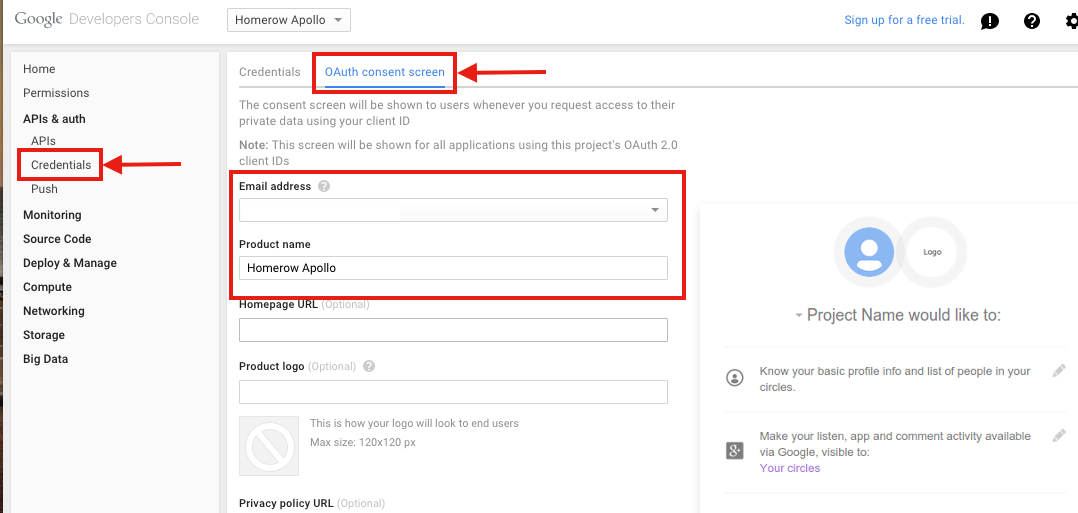 Google Developers Console
Homerow Apollo
Sign up for a free trial.
Home
Permissions
APIs & auth
APIs
Credentials
Push
Monitoring
Source Code
Deploy & Manage
Compute
Networking
Storage
Big Data
Credentials
OAuth consent screen
The consent screen will be shown to users whenever you request access to their
private data using your client ID
Note: This screen will be shown for all applications using this project's OAuth 2.0
client IDs
Email address ?
Product name
Homerow Apollo
Homepage URL (Optional)
Product logo (Optional) ?
This is how your logo will look to end users
Max size: 120x120 px
Privacy policy URL (Optional)
Logo
Project Name would like to:
Know your basic profile info and list of people in your
circles.
g+
Make your listen, app and comment activity available
via Google, visible to:
Your circles